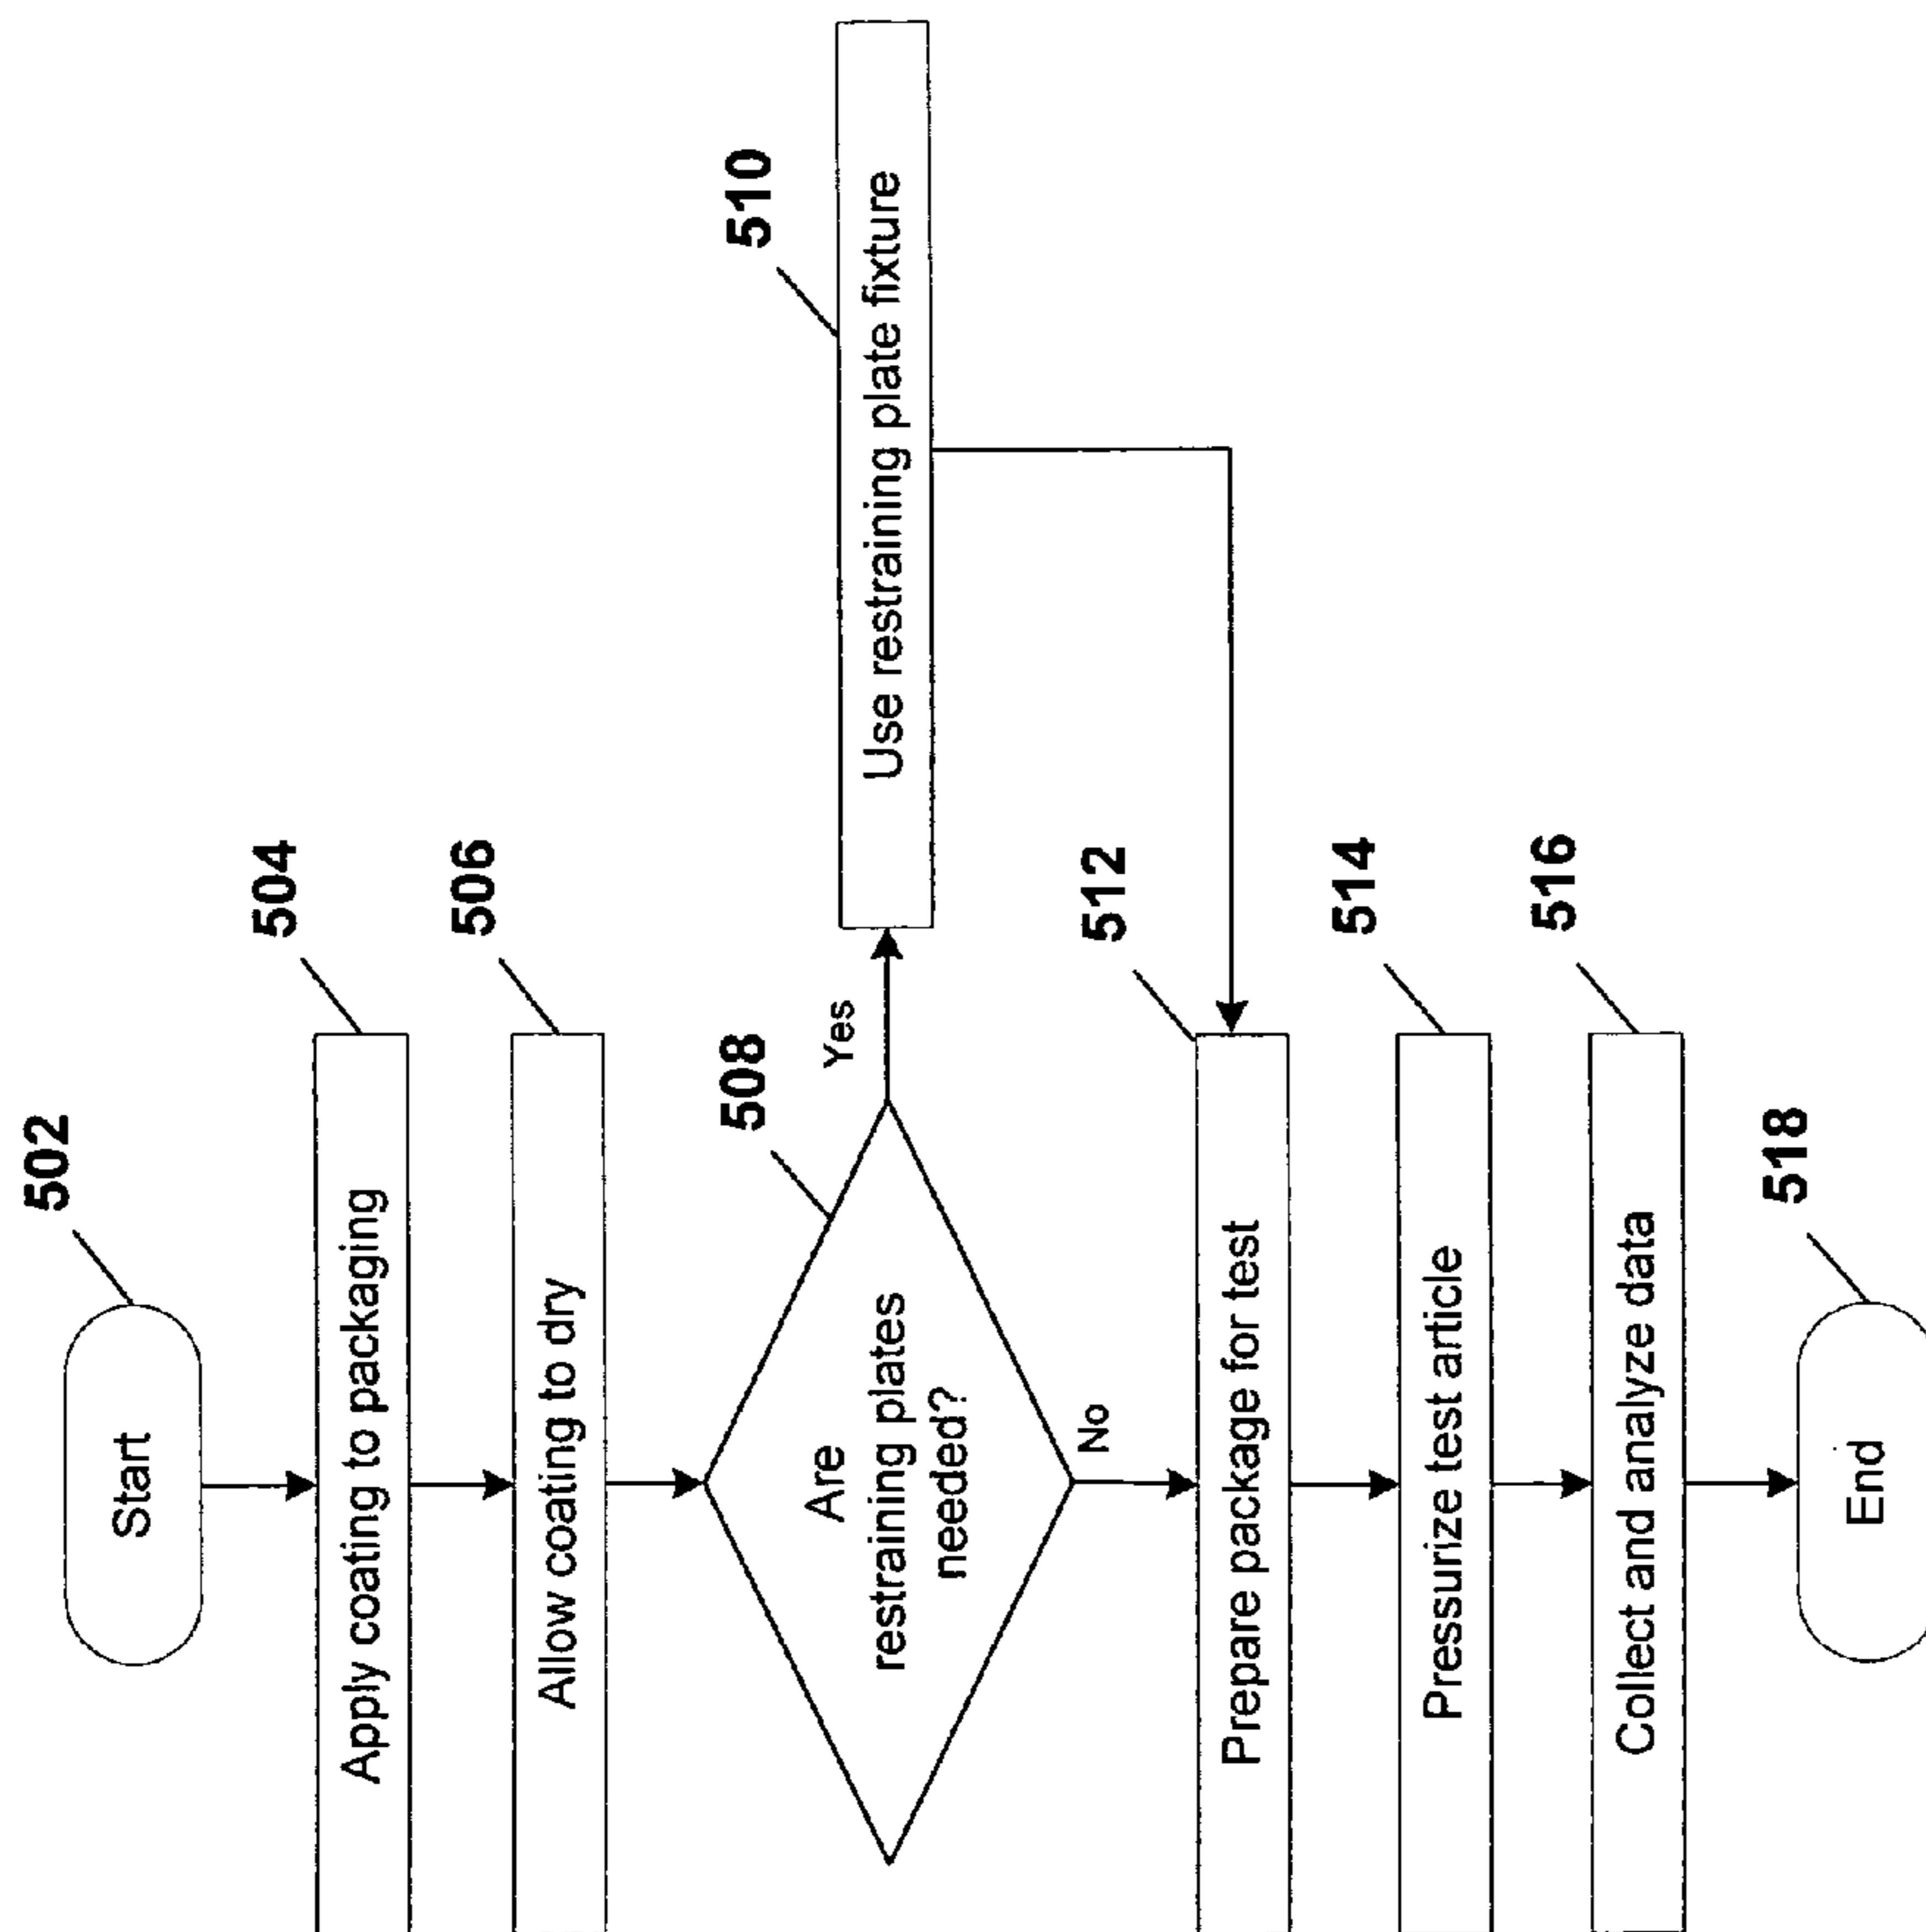 502
Start
504
Apply coating to packaging
506
Allow coating to dry
508
Are
restraining plates
needed?
Yes
510
Use restraining plate fixture
No
512
Prepare package for test
514
Pressurize test article
516
Collect and analyze data
518
End